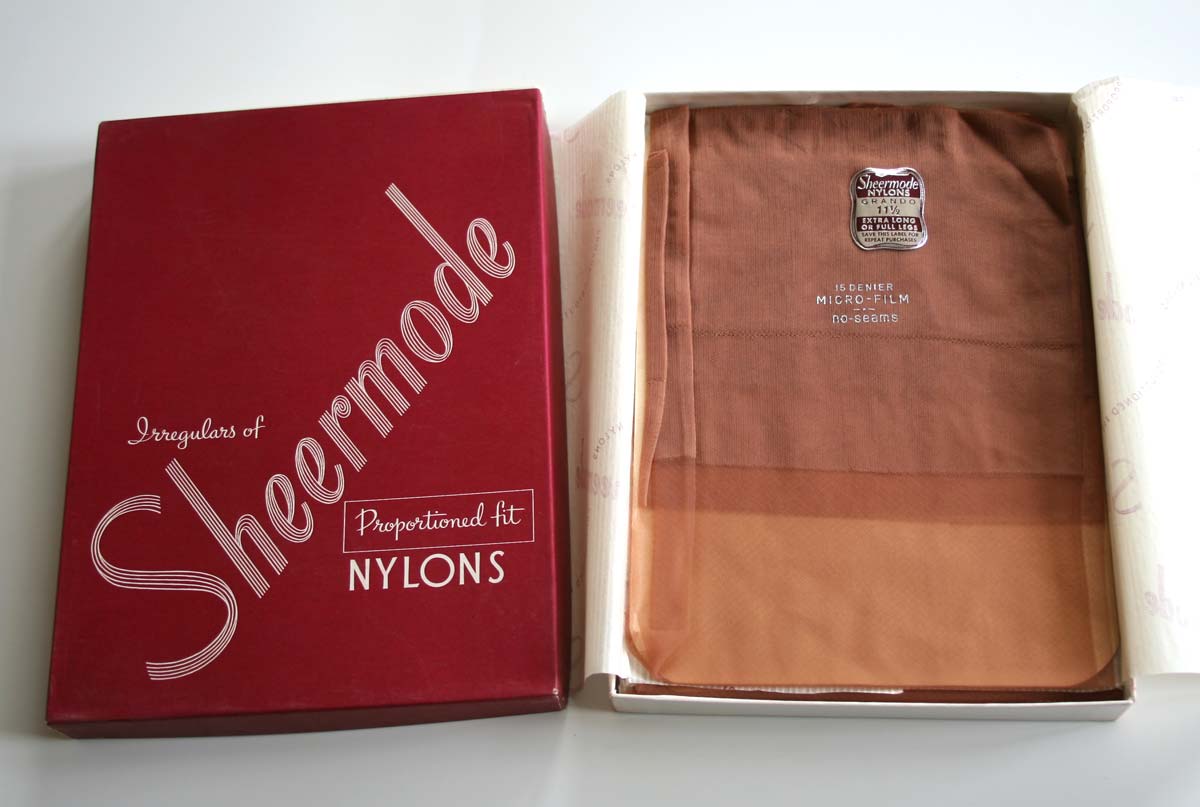 Irregulars of
Sheermode
Proportioned fit
NYLONS
Sheermode
NYLONS
GRANDO
11½
EXTRA LONG
OR FULL LEGS
SAVE THIS LABEL FOR
REPEAT PURCHASES
15 DENIER
MICRO-FILM
no-seams
NYLONS